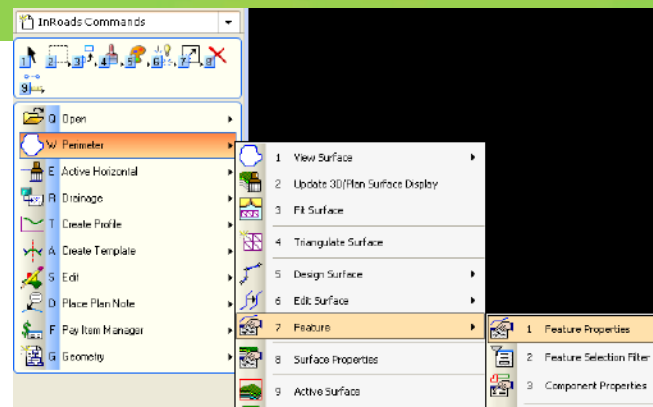 InRoads Commands
1 2 3 4 5 6 7 8
9
Q Open
W Perimeter
E Active Horizontal
R Drainage
T Create Profile
A Create Template
S Edit
D Place Plan Note
F Pay Item Manager
G Geometry
1 View Surface
2 Update 3D/Plan Surface Display
3 Fit Surface
4 Triangulate Surface
5 Design Surface
6 Edit Surface
7 Feature
8 Surface Properties
9 Active Surface
1 Feature Properties
2 Feature Selection Filter
3 Component Properties